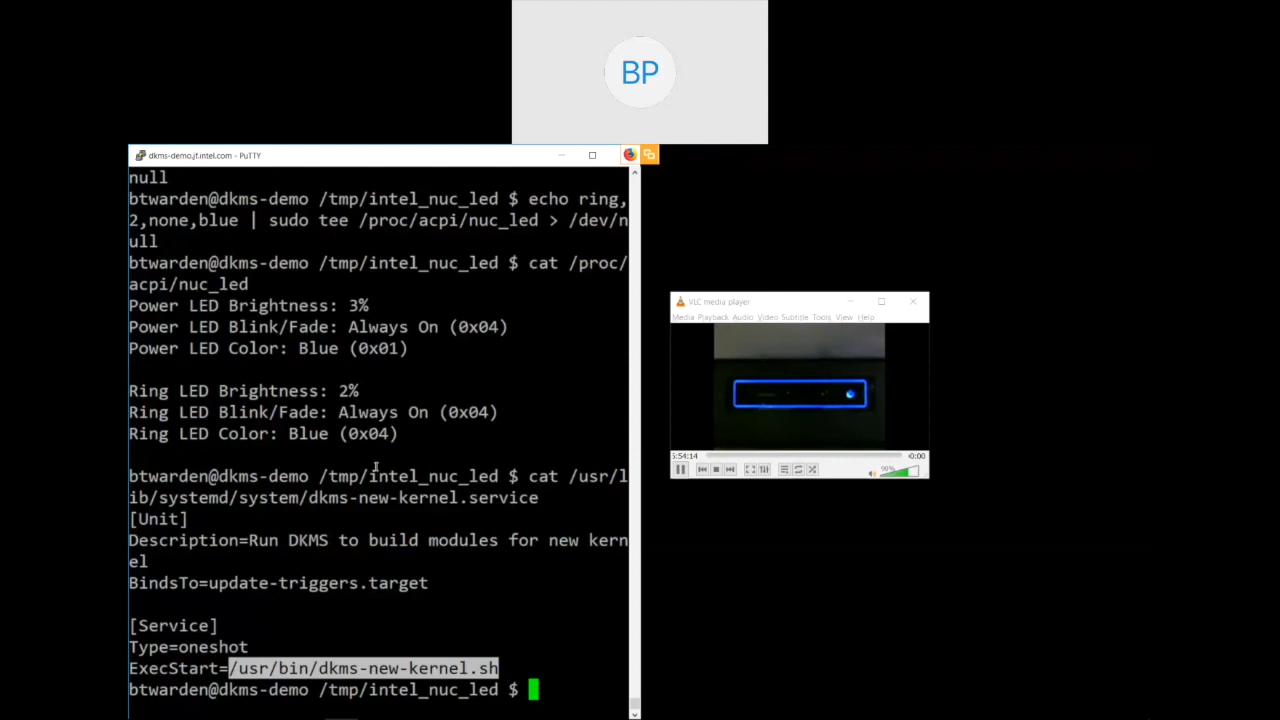 BP
dkms-demo.jf.intel.com - PuTTY
null
btwarden@dkms-demo /tmp/intel_nuc_led $ echo ring,
2,none,blue | sudo tee /proc/acpi/nuc_led > /dev/n
ull
btwarden@dkms-demo /tmp/intel_nuc_led $ cat /proc/
acpi/nuc_led
Power LED Brightness: 3%
Power LED Blink/Fade: Always On (0x04)
Power LED Color: Blue (0x01)
Ring LED Brightness: 2%
Ring LED Blink/Fade: Always On (0x04)
Ring LED Color: Blue (0x04)
btwarden@dkms-demo /tmp/intel_nuc_led $ cat /usr/l
ib/systemd/system/dkms-new-kernel.service
[Unit]
Description=Run DKMS to build modules for new kern
el
BindsTo=update-triggers.target
[Service]
Type=oneshot
ExecStart=/usr/bin/dkms-new-kernel.sh
btwarden@dkms-demo /tmp/intel_nuc_led $
VLC media player
Media Playback Audio Video Subtitle Tools View Help
5:54:14
00:00